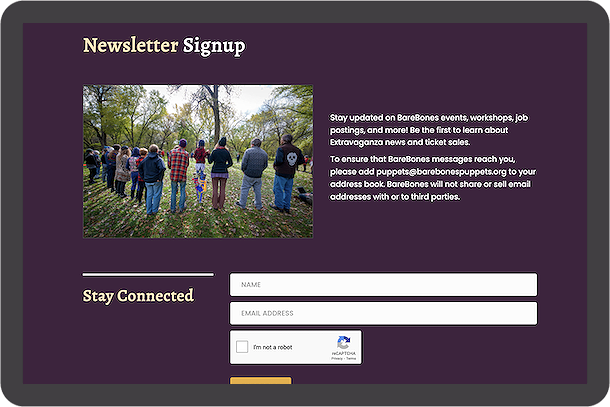 Newsletter Signup
Stay updated on BareBones events, workshops, job
postings, and more! Be the first to learn about
Extravaganza news and ticket sales.
To ensure that BareBones messages reach you,
please add puppets@barebonespuppets.org to your
address book. BareBones will not share or sell email
addresses with or to third parties.
Stay Connected
NAME
EMAIL ADDRESS
I'm not a robot
reCAPTCHA
Privacy - Terms